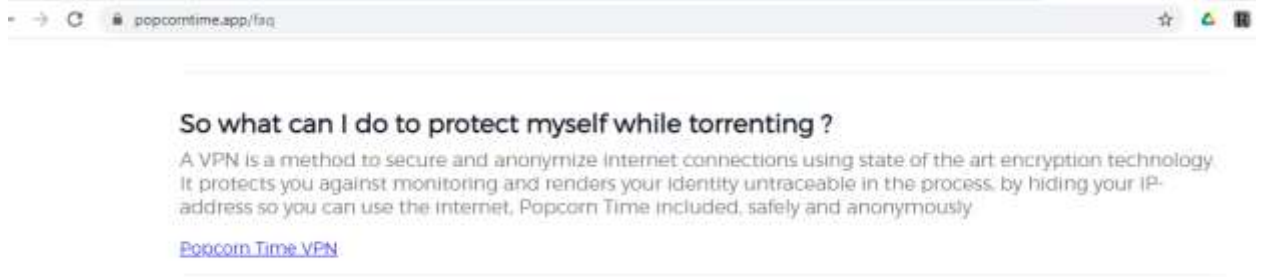 popcorntime.app/faq
So what can I do to protect myself while torrenting ?
A VPN is a method to secure and anonymize internet connections using state of the art encryption technology.
It protects you against monitoring and renders your identity untraceable in the process, by hiding your IP-
address so you can use the internet, Popcorn Time included, safely and anonymously
Popcorn Time VPN